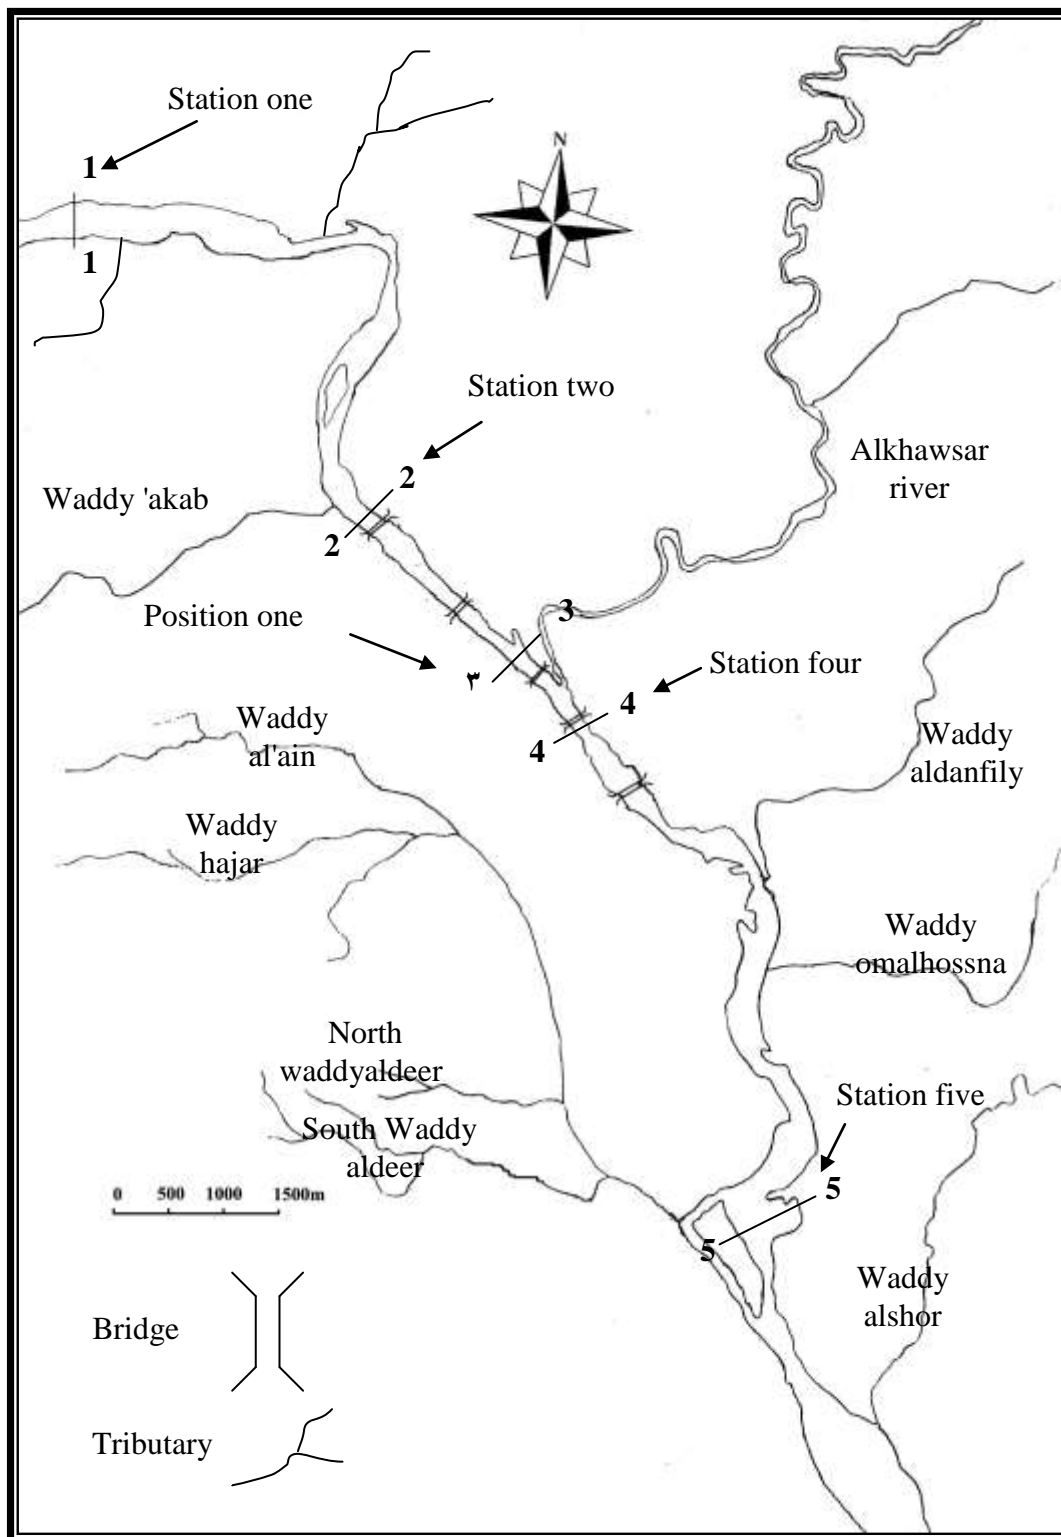 Station one
N
1
1
Station two
2
Alkhawsar
river
Waddy 'akab
2
3
Position one
٣
Station four
4
Waddy
al'ain
4
Waddy
aldanfily
Waddy
hajar
Waddy
omalhossna
North
waddyaldeer
Station five
South Waddy
aldeer
5
0 500 1000 1500m
5
Waddy
alshor
Bridge
Tributary